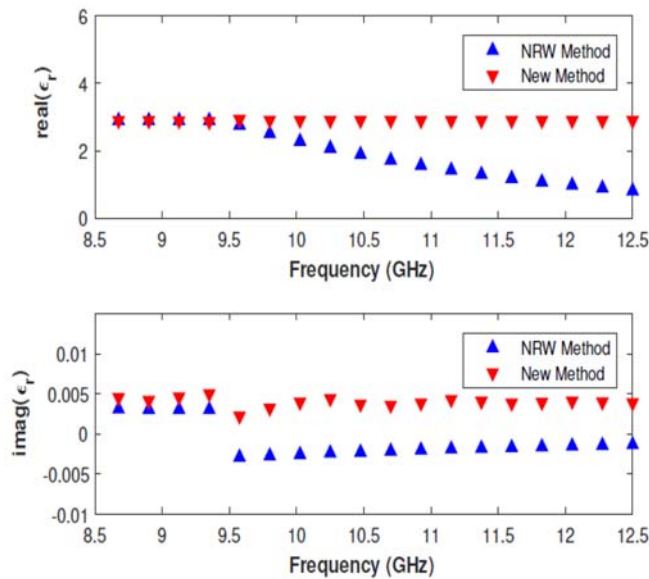 6
4
2
0
real(ϵr)
NRW Method
New Method
8.5 9 9.5 10 10.5 11 11.5 12 12.5
Frequency (GHz)
0.01
0.005
0
-0.005
-0.01
imag(ϵr)
NRW Method
New Method
8.5 9 9.5 10 10.5 11 11.5 12 12.5
Frequency (GHz)